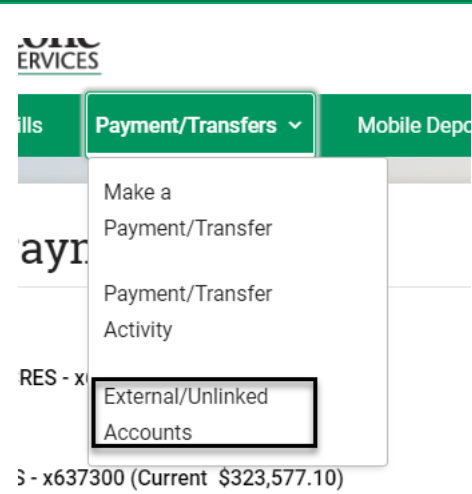 ERVICES
ills
Payment/Transfers
Mobile Depo
Make a
Payment/Transfer
aym
Payment/Transfer
Activity
RES - x
External/Unlinked
Accounts
S - x637300 (Current $323,577.10)